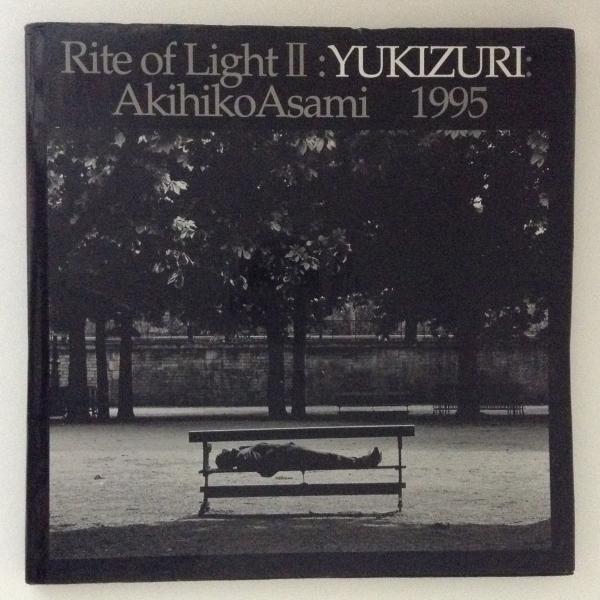 Rite of Light II :YUKIZURI:
AkihikoAsami 1995